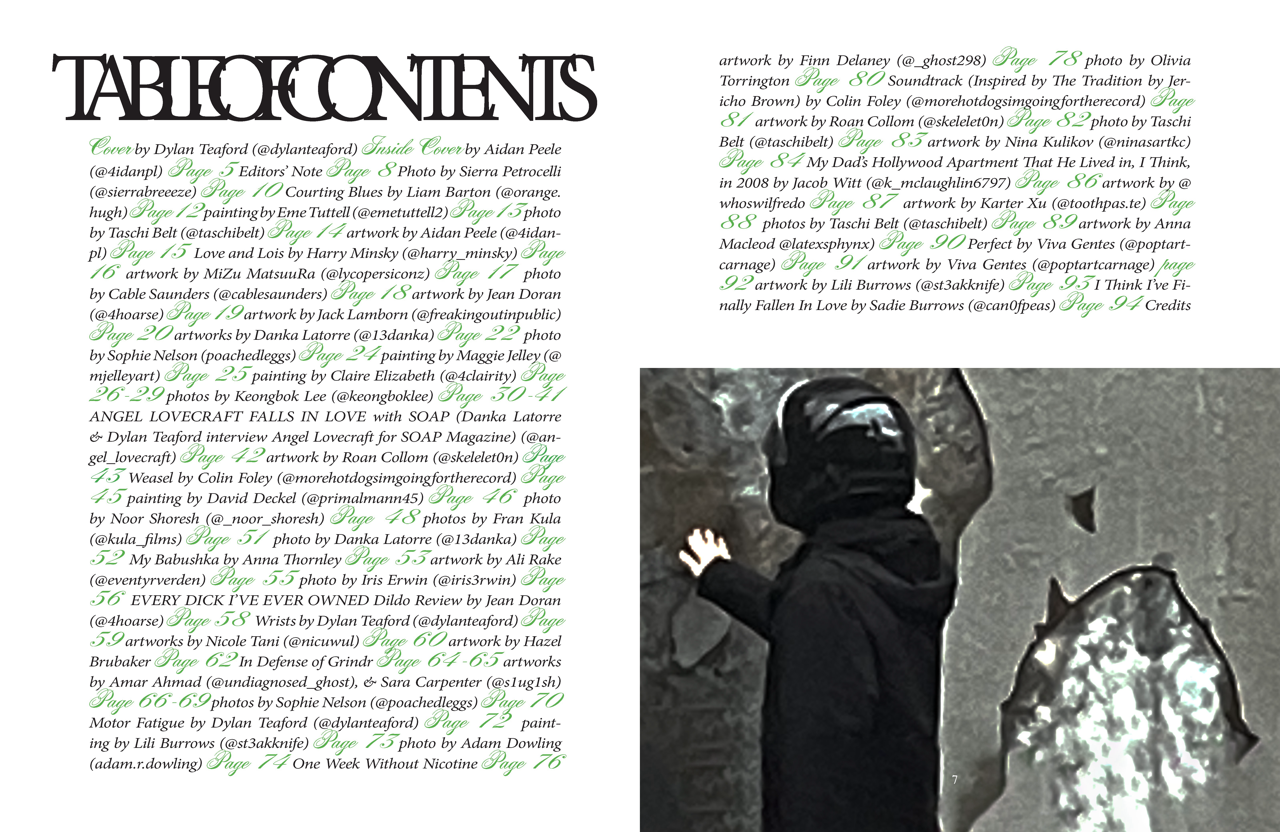 TABLE OF CONTENTS
Cover by Dylan Teaford (@dylanteaford) Inside Cover by Aidan Peele
(@4idanpl) Page 5 Editors' Note Page 8 Photo by Sierra Petrocelli
(@sierrabreeeze) Page 10 Courting Blues by Liam Barton (@orange.
hugh) Page 12 painting by Eme Tuttell (@emetuttell2) Page 13 photo
by Taschi Belt (@taschibelt) Page 14 artwork by Aidan Peele (@4idan-
pl) Page 15 Love and Lois by Harry Minsky (@harry_minsky) Page
16 artwork by MiZu MatsuuRa (@lycopersiconz) Page 17 photo
by Cable Saunders (@cablesaunders) Page 18 artwork by Jean Doran
(@4hoarse) Page 19 artwork by Jack Lamborn (@freakingoutinpublic)
Page 20 artworks by Danka Latorre (@13danka) Page 22 photo
by Sophie Nelson (poachedleggs) Page 24 painting by Maggie Jelley (@
mjelleyart) Page 25 painting by Claire Elizabeth (@4clairity) Page
26-29 photos by Keongbok Lee (@keongboklee) Page 30-41
ANGEL LOVECRAFT FALLS IN LOVE with SOAP (Danka Latorre
& Dylan Teaford interview Angel Lovecraft for SOAP Magazine) (@an-
gel_lovecraft) Page 42 artwork by Roan Collom (@skelelet0n) Page
43 Weasel by Colin Foley (@morehotdogsimgoingfortherecord) Page
45 painting by David Deckel (@primalmann45) Page 46 photo
by Noor Shoresh (@_noor_shoresh) Page 48 photos by Fran Kula
(@kula_films) Page 51 photo by Danka Latorre (@13danka) Page
52 My Babushka by Anna Thornley Page 53 artwork by Ali Rake
(@eventyrverden) Page 55 photo by Iris Erwin (@iris3rwin) Page
56 EVERY DICK I'VE EVER OWNED Dildo Review by Jean Doran
(@4hoarse) Page 58 Wrists by Dylan Teaford (@dylanteaford) Page
59 artworks by Nicole Tani (@nicuwul) Page 60 artwork by Hazel
Brubaker Page 62 In Defense of Grindr Page 64-65 artworks
by Amar Ahmad (@undiagnosed_ghost), & Sara Carpenter (@s1ug1sh)
Page 66-69 photos by Sophie Nelson (@poachedleggs) Page 70
Motor Fatigue by Dylan Teaford (@dylanteaford) Page 72 paint-
ing by Lili Burrows (@st3akknife) Page 73 photo by Adam Dowling
(adam.r.dowling) Page 74 One Week Without Nicotine Page 76
artwork by Finn Delaney (@_ghost298) Page 78 photo by Olivia
Torrington Page 80 Soundtrack (Inspired by The Tradition by Jer-
icho Brown) by Colin Foley (@morehotdogsimgoingfortherecord) Page
81 artwork by Roan Collom (@skelelet0n) Page 82 photo by Taschi
Belt (@taschibelt) Page 83 artwork by Nina Kulikov (@ninasartkc)
Page 84 My Dad's Hollywood Apartment That He Lived in, I Think,
in 2008 by Jacob Witt (@k_mclaughlin6797) Page 86 artwork by @
whoswilfredo Page 87 artwork by Karter Xu (@toothpas.te) Page
88 photos by Taschi Belt (@taschibelt) Page 89 artwork by Anna
Macleod @latexsphynx) Page 90 Perfect by Viva Gentes (@poptart-
carnage) Page 91 artwork by Viva Gentes (@poptartcarnage) page
92 artwork by Lili Burrows (@st3akknife) Page 93 I Think I've Fi-
nally Fallen In Love by Sadie Burrows (@can0fpeas) Page 94 Credits
7